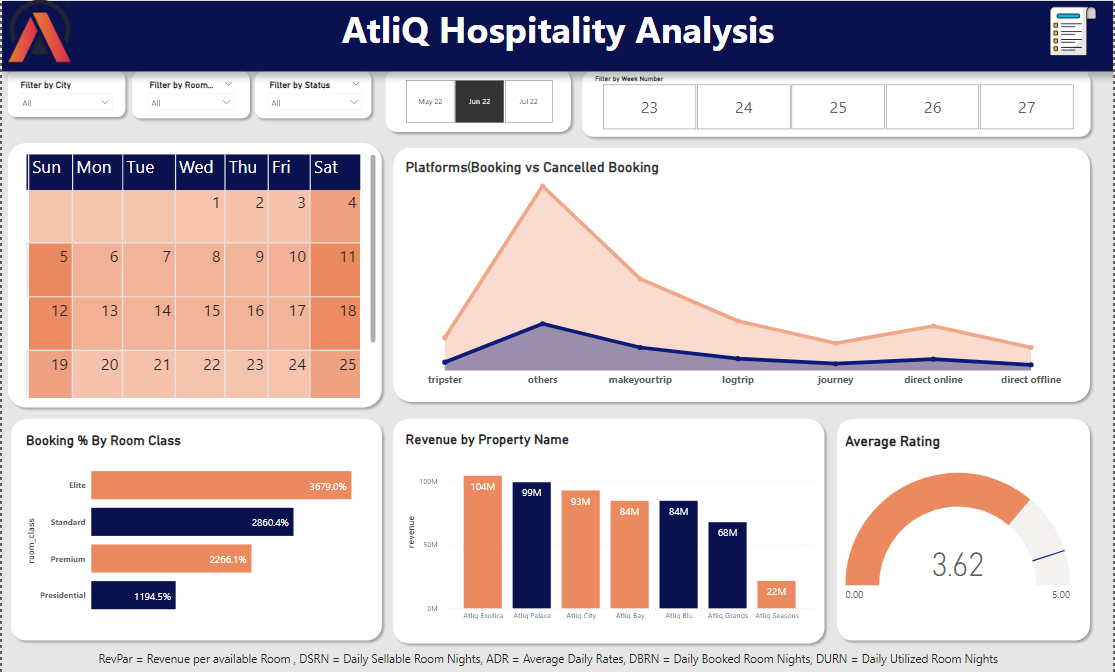 AtliQ Hospitality Analysis
Filter by City
All
Filter by Room...
All
Filter by Status
All
May 22
Jun 22
Jul 22
Filter by Week Number
23
24
25
26
27
Sun Mon Tue Wed Thu Fri Sat
1 2 3 4
5 6 7 8 9 10 11
12 13 14 15 16 17 18
19 20 21 22 23 24 25
Platforms(Booking vs Cancelled Booking
tripster others makeyourtrip logtrip journey direct online direct offline
Booking % By Room Class
room_class
Elite 3679.0%
Standard 2860.4%
Premium 2266.1%
Presidential 1194.5%
Revenue by Property Name
revenue
100M
50M
0M
104M 99M 93M 84M 84M 68M 22M
Atliq Exotica Atliq Palace Atliq City Atliq Bay Atliq Blu Atliq Grands Atliq Seasons
Average Rating
3.62
0.00 5.00
RevPar = Revenue per available Room , DSRN = Daily Sellable Room Nights, ADR = Average Daily Rates, DBRN = Daily Booked Room Nights, DURN = Daily Utilized Room Nights